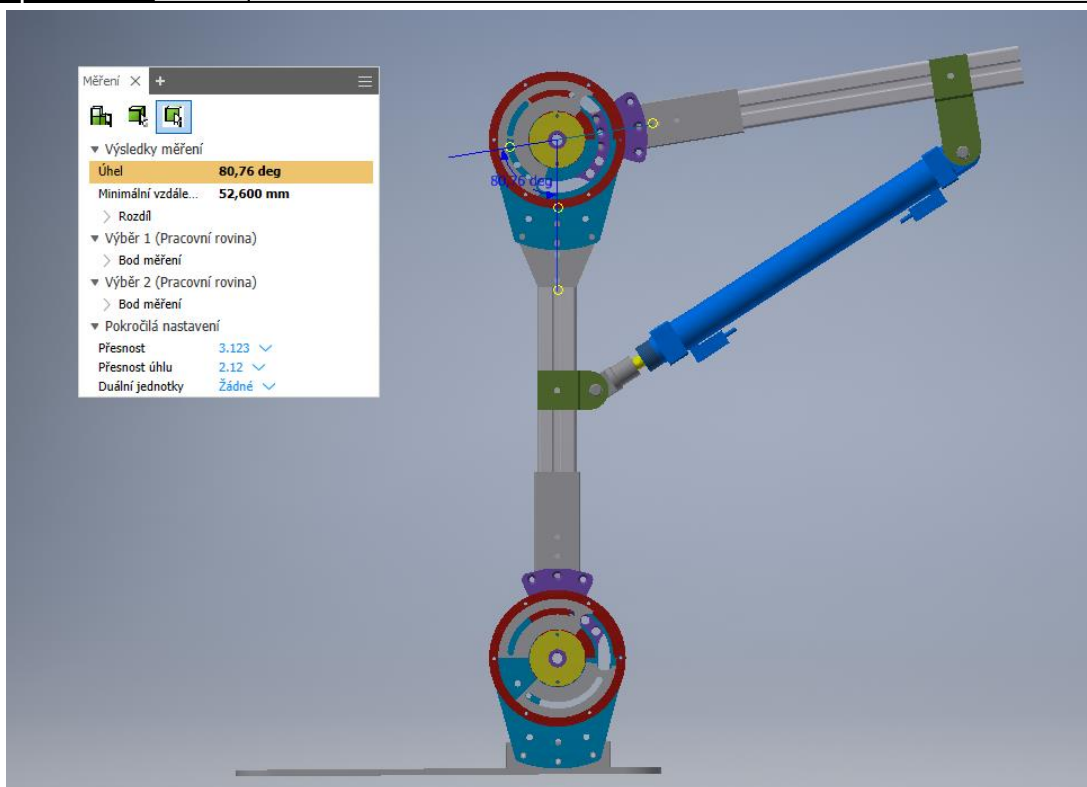 Měření
Výsledky měření
Úhel 80,76 deg
Minimální vzdále... 52,600 mm
Rozdíl
Výběr 1 (Pracovní rovina)
Bod měření
Výběr 2 (Pracovní rovina)
Bod měření
Pokročilá nastavení
Přesnost 3.123
Přesnost úhlu 2.12
Duální jednotky Žádné
80,76 deg